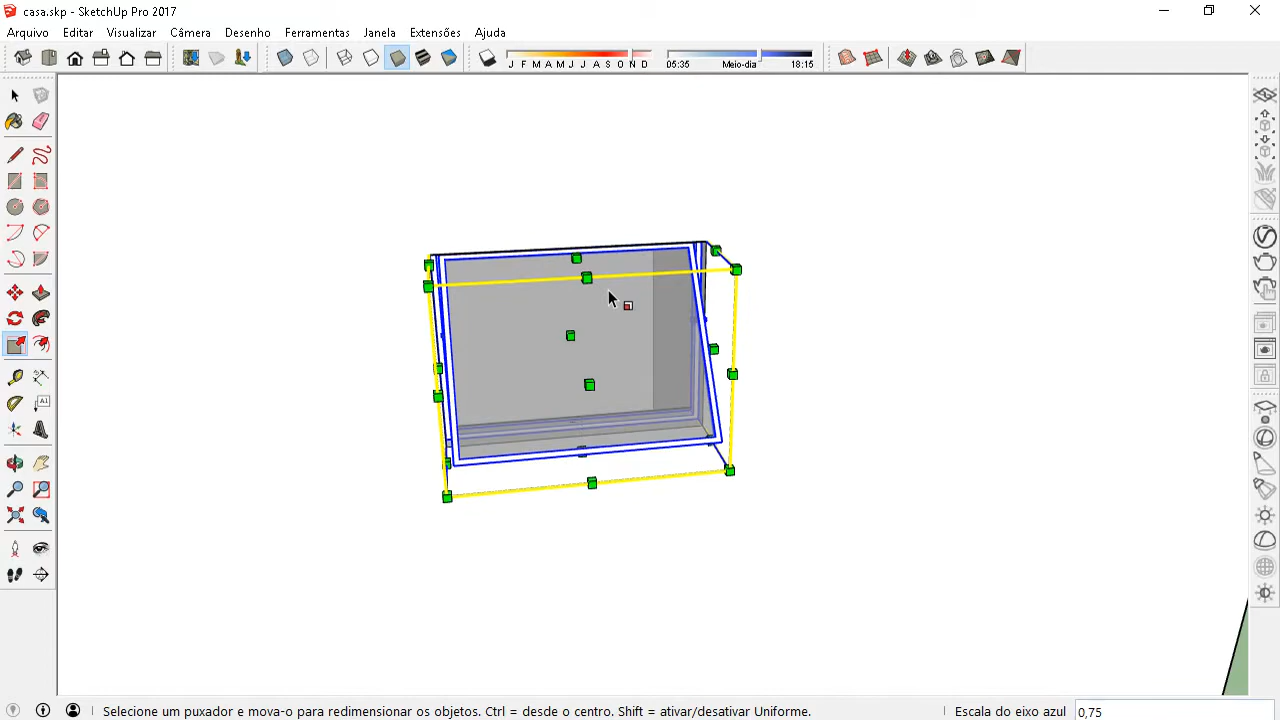 casa.skp - SketchUp Pro 2017
Arquivo Editar Visualizar Câmera Desenho Ferramentas Janela Extensões Ajuda
J F M A M J J A S O N D 05:35 Meio-dia 18:15
A1
Selecione um puxador e mova-o para redimensionar os objetos. Ctrl = desde o centro. Shift = ativar/desativar Uniforme. Escala do eixo azul 0,75